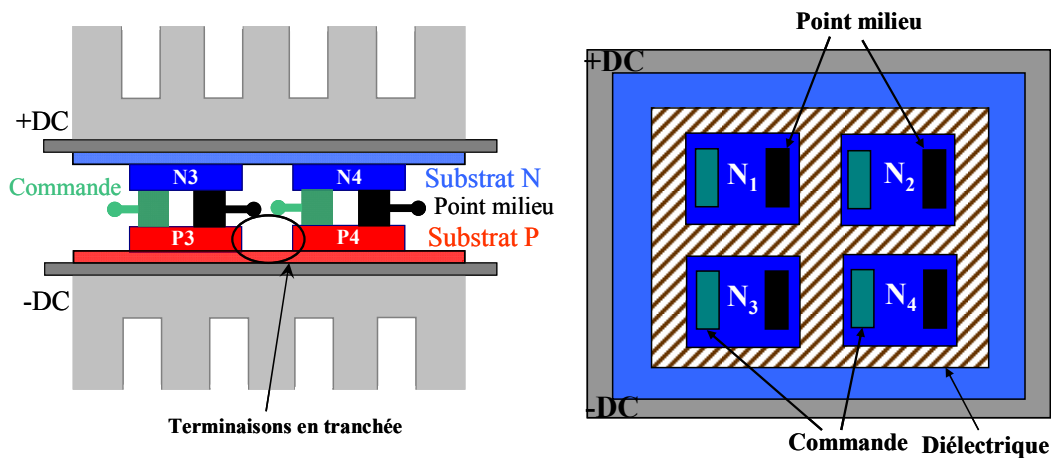 +DC
N3
N4
Commande
Substrat N
Point milieu
Substrat P
P3
P4
-DC
Terminaisons en tranchée
Point milieu
+DC
N1
N2
N3
N4
-DC
Commande
Diélectrique